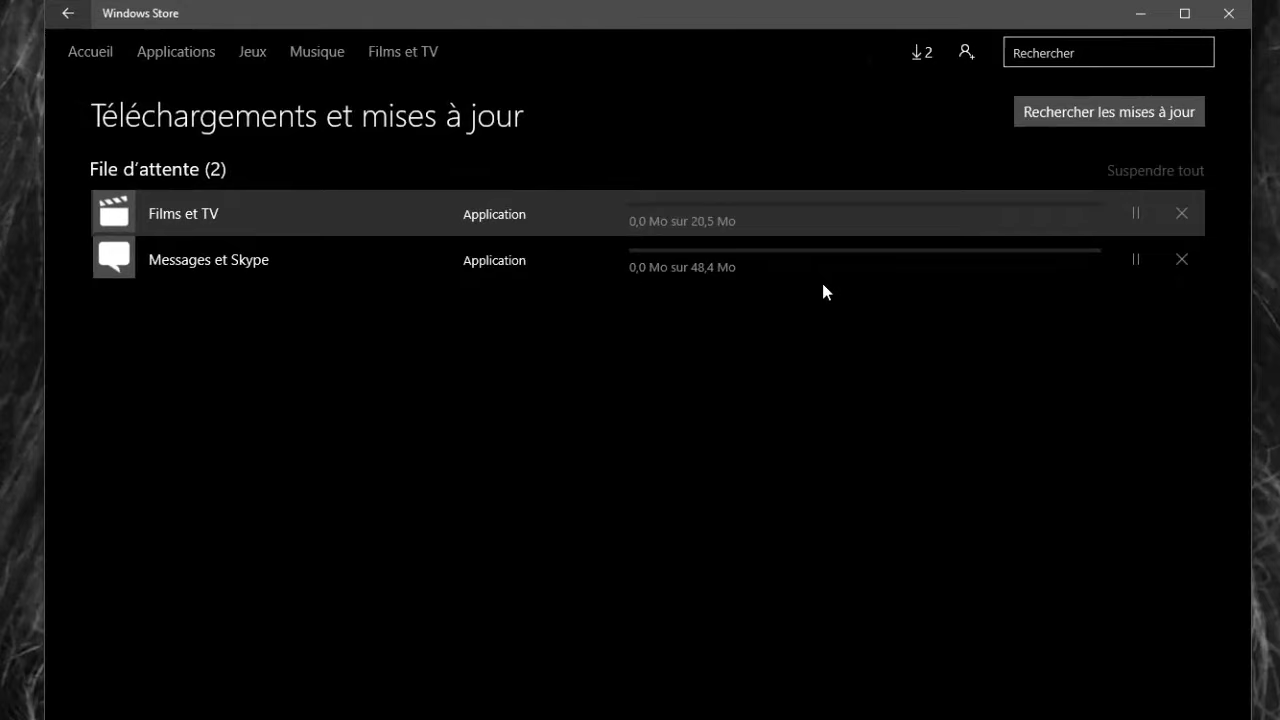 Windows Store
Accueil Applications Jeux Musique Films et TV 2 Rechercher
Téléchargements et mises à jour Rechercher les mises à jour
File d’attente (2) Suspendre tout
Films et TV Application 0,0 Mo sur 20,5 Mo
Messages et Skype Application 0,0 Mo sur 48,4 Mo